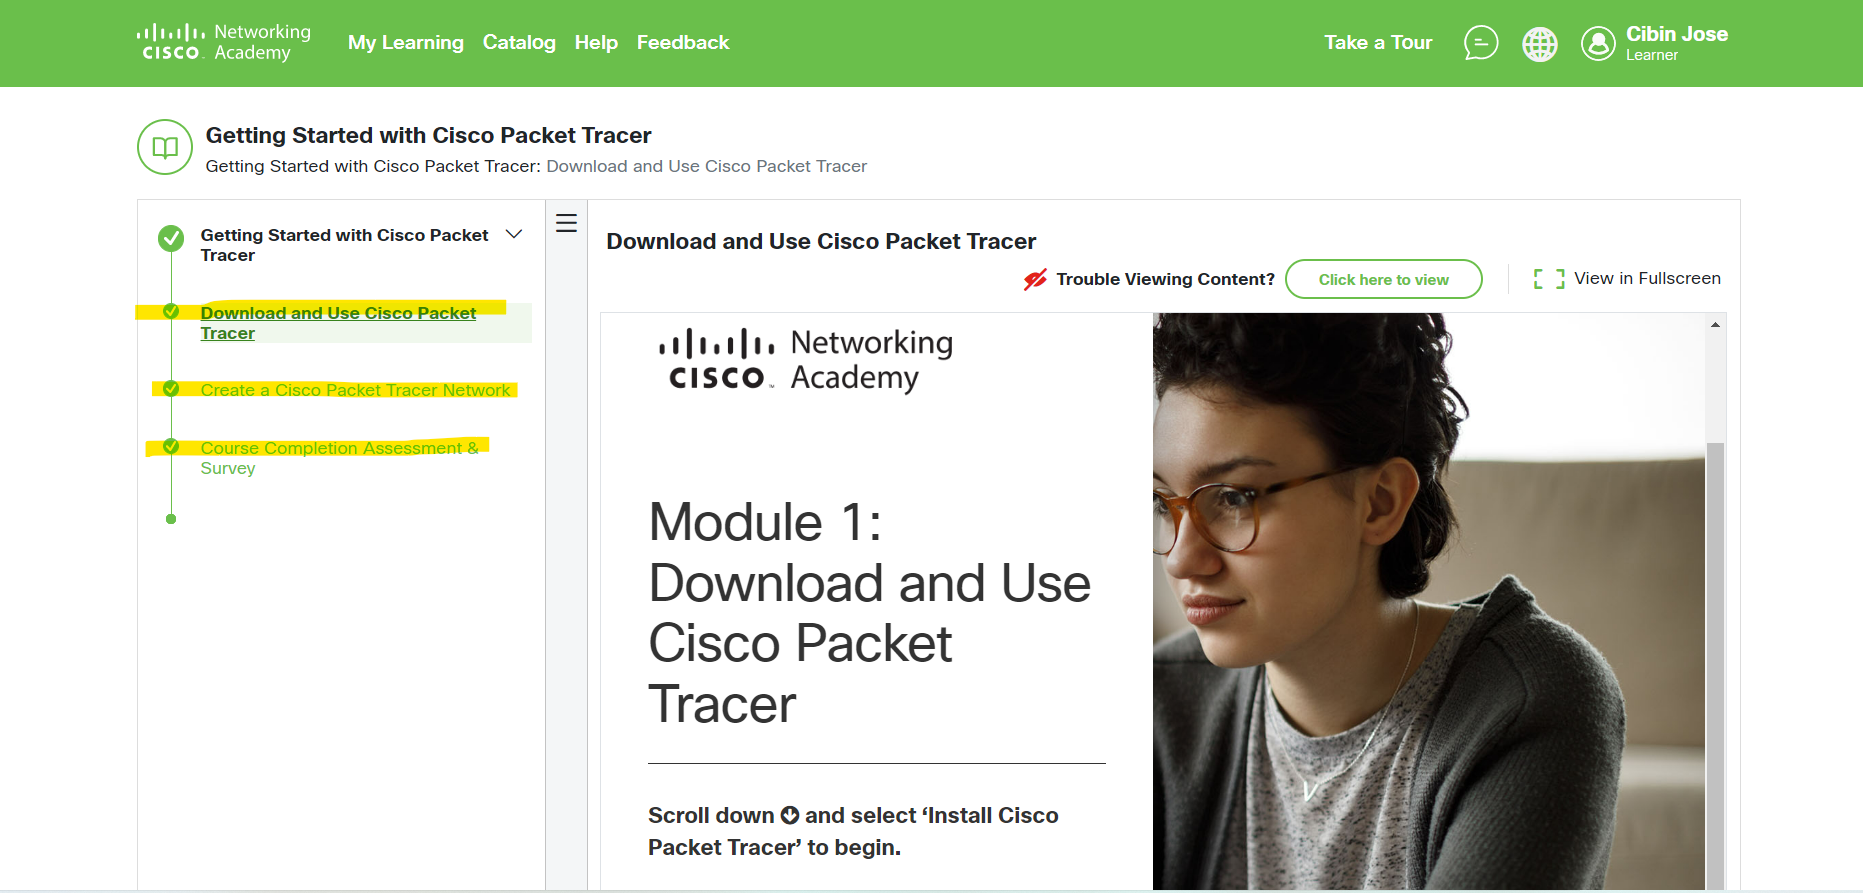 CISCO Networking Academy
My Learning Catalog Help Feedback
Take a Tour
Cibin Jose
Learner
Getting Started with Cisco Packet Tracer
Getting Started with Cisco Packet Tracer: Download and Use Cisco Packet Tracer
Getting Started with Cisco Packet
Tracer
Download and Use Cisco Packet
Tracer
Create a Cisco Packet Tracer Network
Course Completion Assessment &
Survey
Download and Use Cisco Packet Tracer
Trouble Viewing Content? Click here to view View in Fullscreen
Networking
CISCO Academy
Module 1:
Download and Use
Cisco Packet
Tracer
Scroll down and select ‘Install Cisco
Packet Tracer’ to begin.